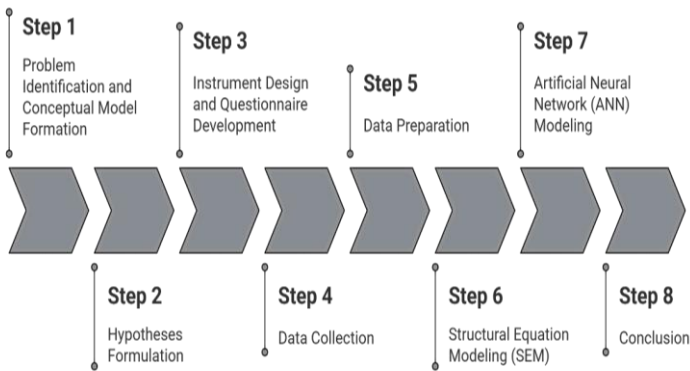 Step 1
Problem
Identification and
Conceptual Model
Formation
Step 2
Hypotheses
Formulation
Step 3
Instrument Design
and Questionnaire
Development
Step 4
Data Collection
Step 5
Data Preparation
Step 6
Structural Equation
Modeling (SEM)
Step 7
Artificial Neural
Network (ANN)
Modeling
Step 8
Conclusion